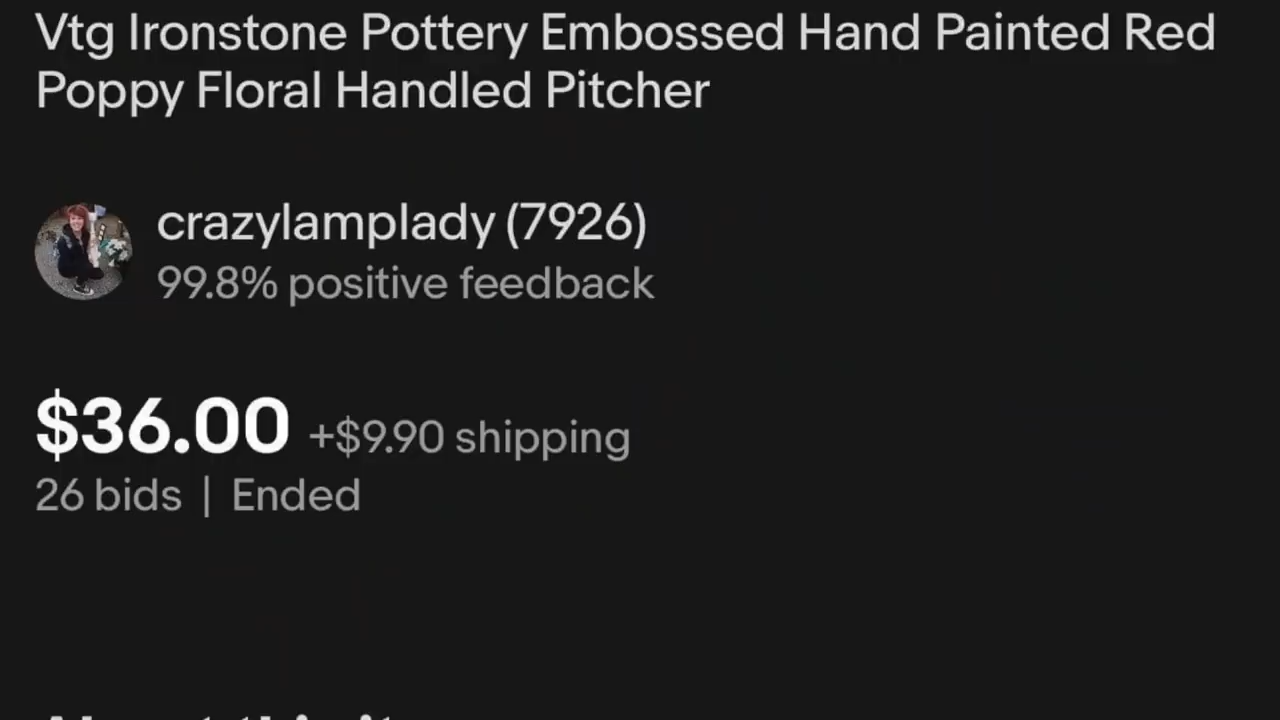 Vtg Ironstone Pottery Embossed Hand Painted Red
Poppy Floral Handled Pitcher
crazylamplady (7926)
99.8% positive feedback
$36.00 +$9.90 shipping
26 bids | Ended